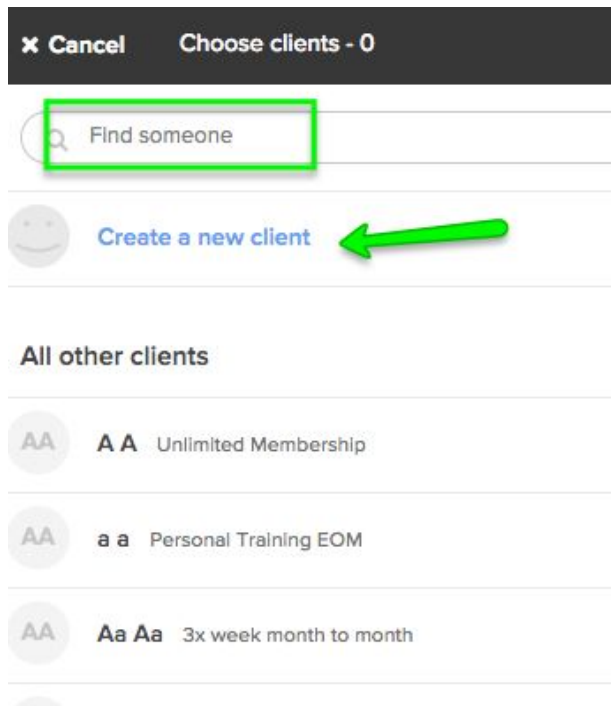 × Cancel Choose clients - 0
Find someone
Create a new client
All other clients
AA A A Unlimited Membership
AA a a Personal Training EOM
AA Aa Aa 3x week month to month